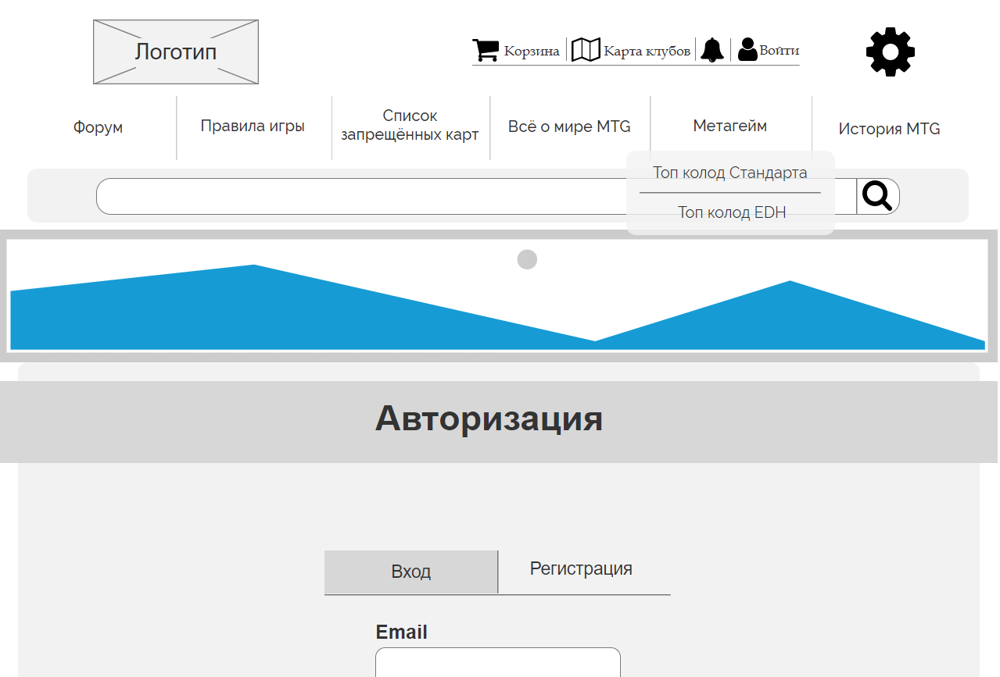 Логотип
Корзина
Карта клубов
Войти
Форум
Правила игры
Список
запрещённых карт
Всё о мире MTG
Метагейм
История MTG
Топ колод Стандарта
Топ колод EDH
Авторизация
Вход
Регистрация
Email